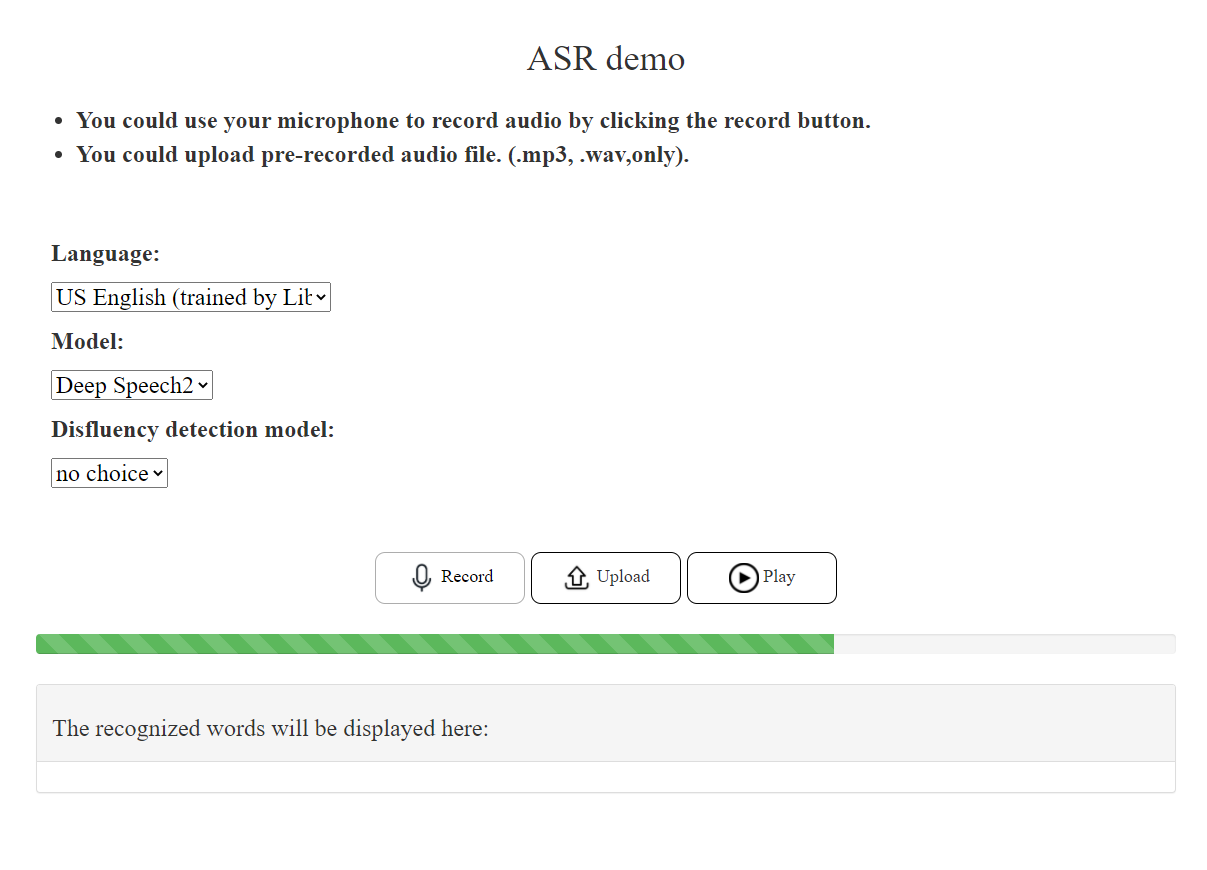 ASR demo
• You could use your microphone to record audio by clicking the record button.
• You could upload pre-recorded audio file. (.mp3, .wav,only).
Language:
US English (trained by Lib
Model:
Deep Speech2
Disfluency detection model:
no choice
Record Upload Play
The recognized words will be displayed here: